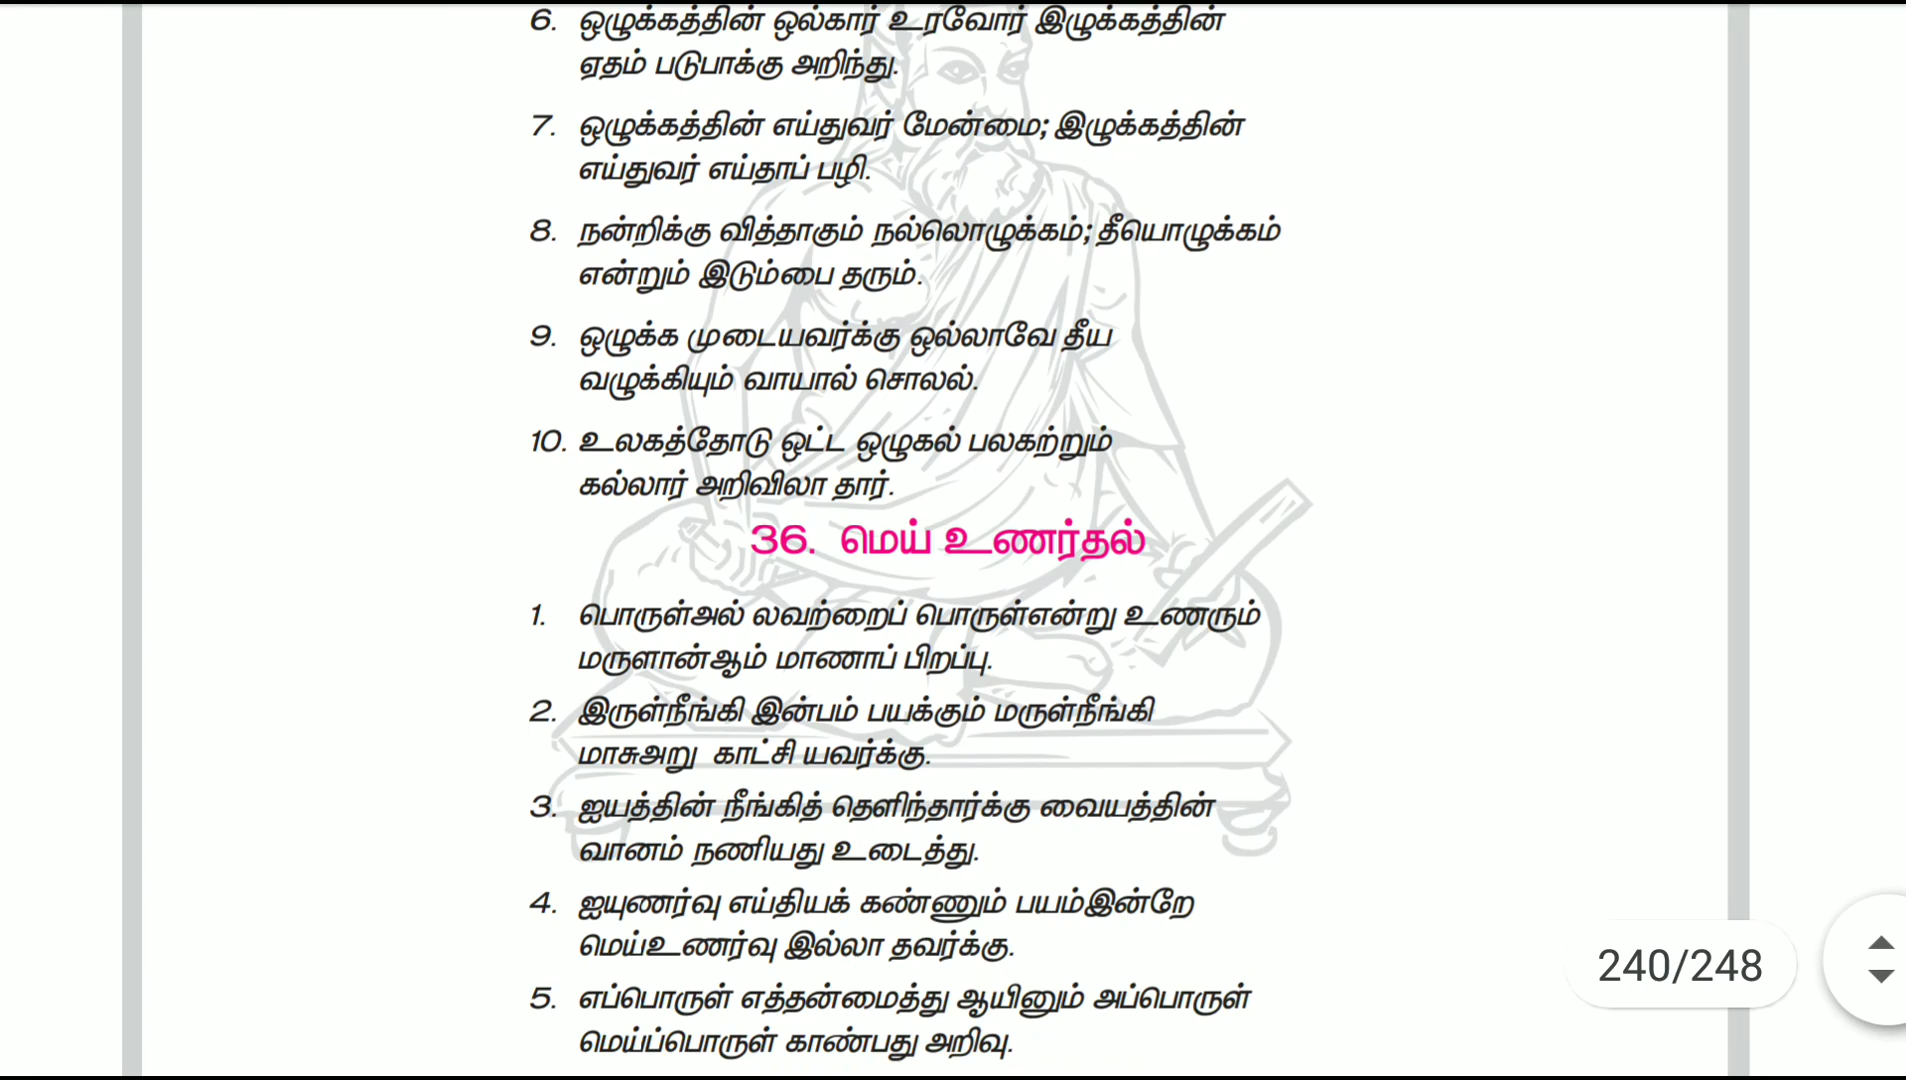 6. ஒழுக்கத்தின் ஒல்கார் உரவோர் இழுக்கத்தின்
ஏதம் படுபாக்கு அறிந்து.
7. ஒழுக்கத்தின் எய்துவர் மேன்மை; இழுக்கத்தின்
எய்துவர் எய்தாப் பழி.
8. நன்றிக்கு வித்தாகும் நல்லொழுக்கம்; தீயொழுக்கம்
என்றும் இடும்பை தரும்.
9. ஒழுக்க முடையவர்க்கு ஒல்லாவே தீய
வழுக்கியும் வாயால் சொலல்.
10. உலகத்தோடு ஒட்ட ஒழுகல் பலகற்றும்
கல்லார் அறிவிலா தார்.
36. மெய் உணர்தல்
1. பொருள்அல் லவற்றைப் பொருள்என்று உணரும்
மருளான்ஆம் மாணாப் பிறப்பு.
2. இருள்நீங்கி இன்பம் பயக்கும் மருள்நீங்கி
மாசுஅறு காட்சி யவர்க்கு.
3. ஐயத்தின் நீங்கித் தெளிந்தார்க்கு வையத்தின்
வானம் நணியது உடைத்து.
4. ஐயுணர்வு எய்தியக் கண்ணும் பயம்இன்றே
மெய்உணர்வு இல்லா தவர்க்கு.
5. எப்பொருள் எத்தன்மைத்து ஆயினும் அப்பொருள்
மெய்ப்பொருள் காண்பது அறிவு.
240/248